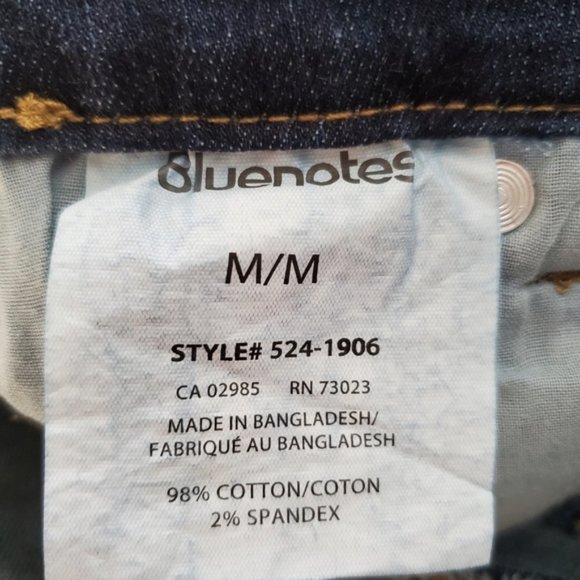 Bluenotes
M/M
STYLE# 524-1906
CA 02985 RN 73023
MADE IN BANGLADESH/
FABRIQUÉ AU BANGLADESH
98% COTTON/COTON
2% SPANDEX